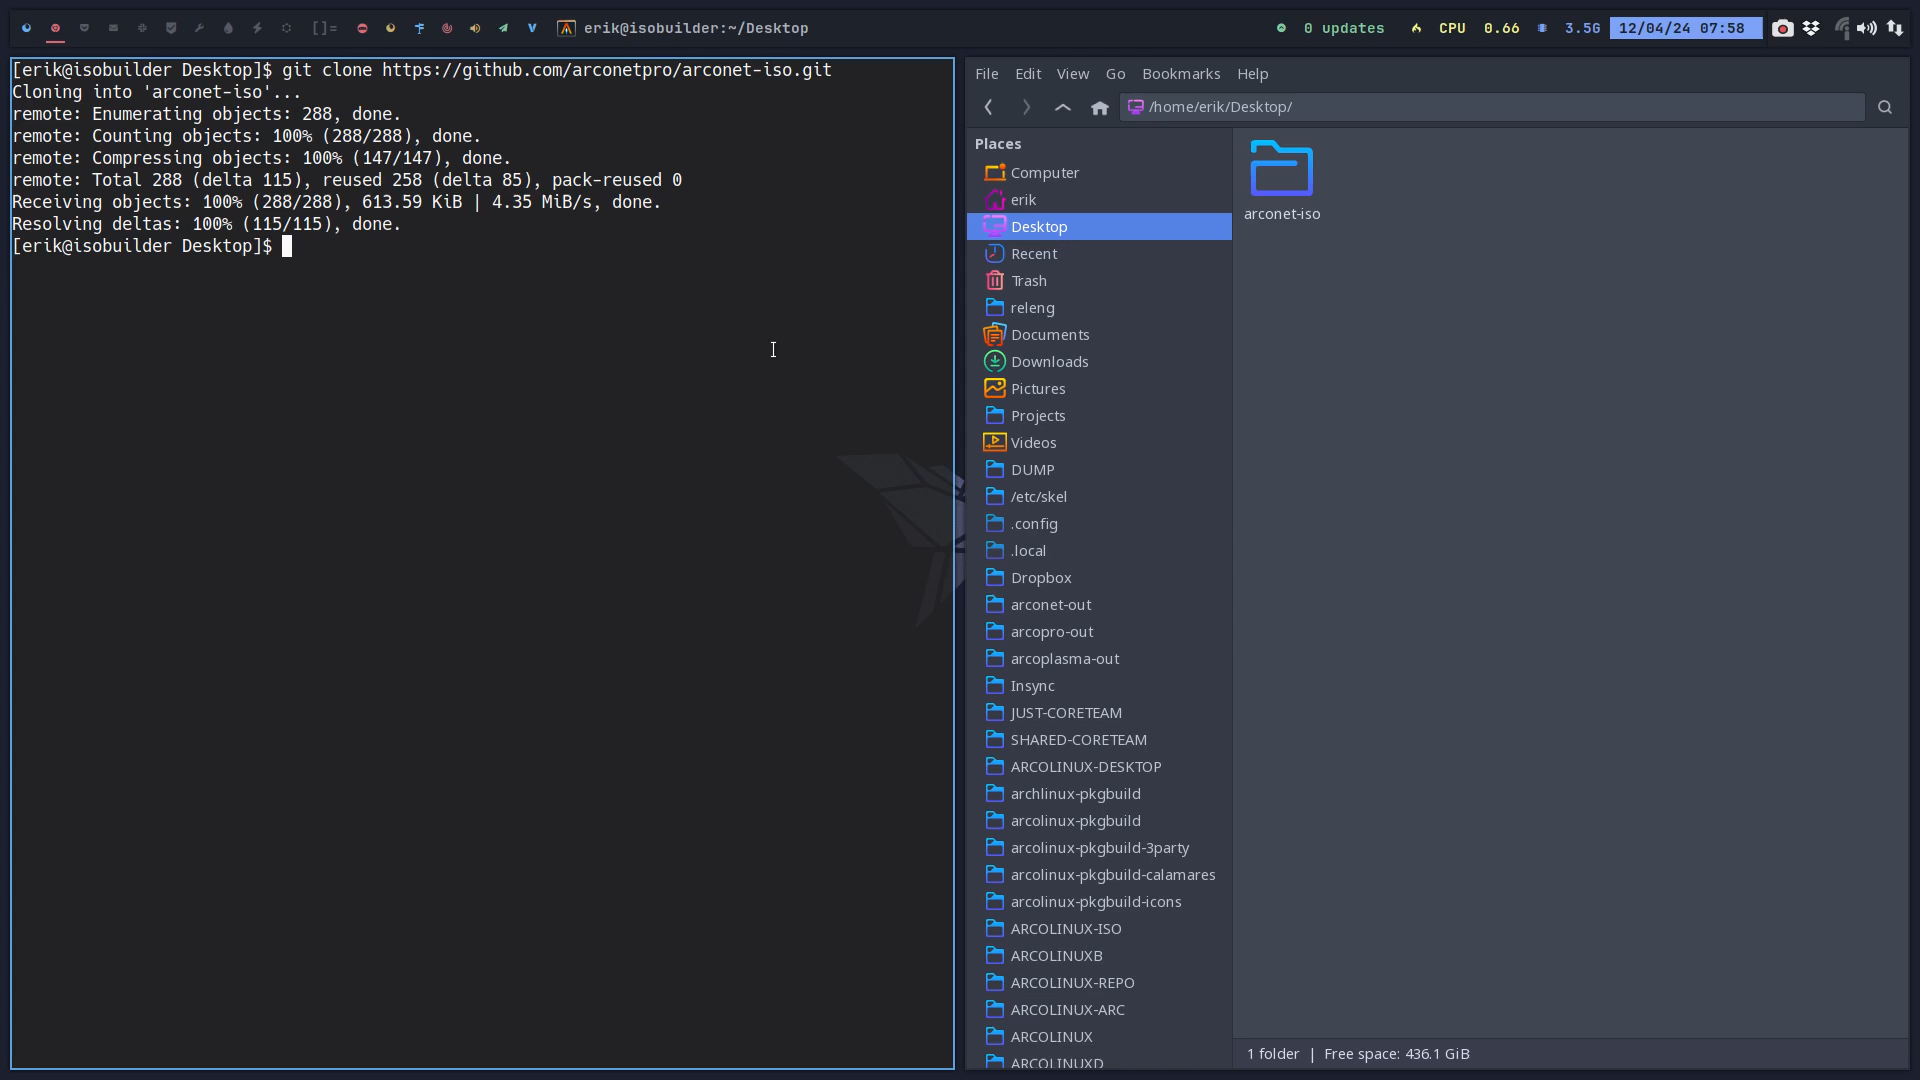 []= erik@isobuilder:~/Desktop 0 updates CPU 0.66 3.5G 12/04/24 07:58
[erik@isobuilder Desktop]$ git clone https://github.com/arconetpro/arconet-iso.git
Cloning into 'arconet-iso'...
remote: Enumerating objects: 288, done.
remote: Counting objects: 100% (288/288), done.
remote: Compressing objects: 100% (147/147), done.
remote: Total 288 (delta 115), reused 258 (delta 85), pack-reused 0
Receiving objects: 100% (288/288), 613.59 KiB | 4.35 MiB/s, done.
Resolving deltas: 100% (115/115), done.
[erik@isobuilder Desktop]$
File Edit View Go Bookmarks Help
/home/erik/Desktop/
Places
Computer
erik
Desktop
Recent
Trash
releng
Documents
Downloads
Pictures
Projects
Videos
DUMP
/etc/skel
.config
.local
Dropbox
arconet-out
arcopro-out
arcoplasma-out
Insync
JUST-CORETEAM
SHARED-CORETEAM
ARCOLINUX-DESKTOP
archlinux-pkgbuild
arcolinux-pkgbuild
arcolinux-pkgbuild-3party
arcolinux-pkgbuild-calamares
arcolinux-pkgbuild-icons
ARCOLINUX-ISO
ARCOLINUXB
ARCOLINUX-REPO
ARCOLINUX-ARC
ARCOLINUX
ARCOLINUXD
arconet-iso
1 folder | Free space: 436.1 GiB